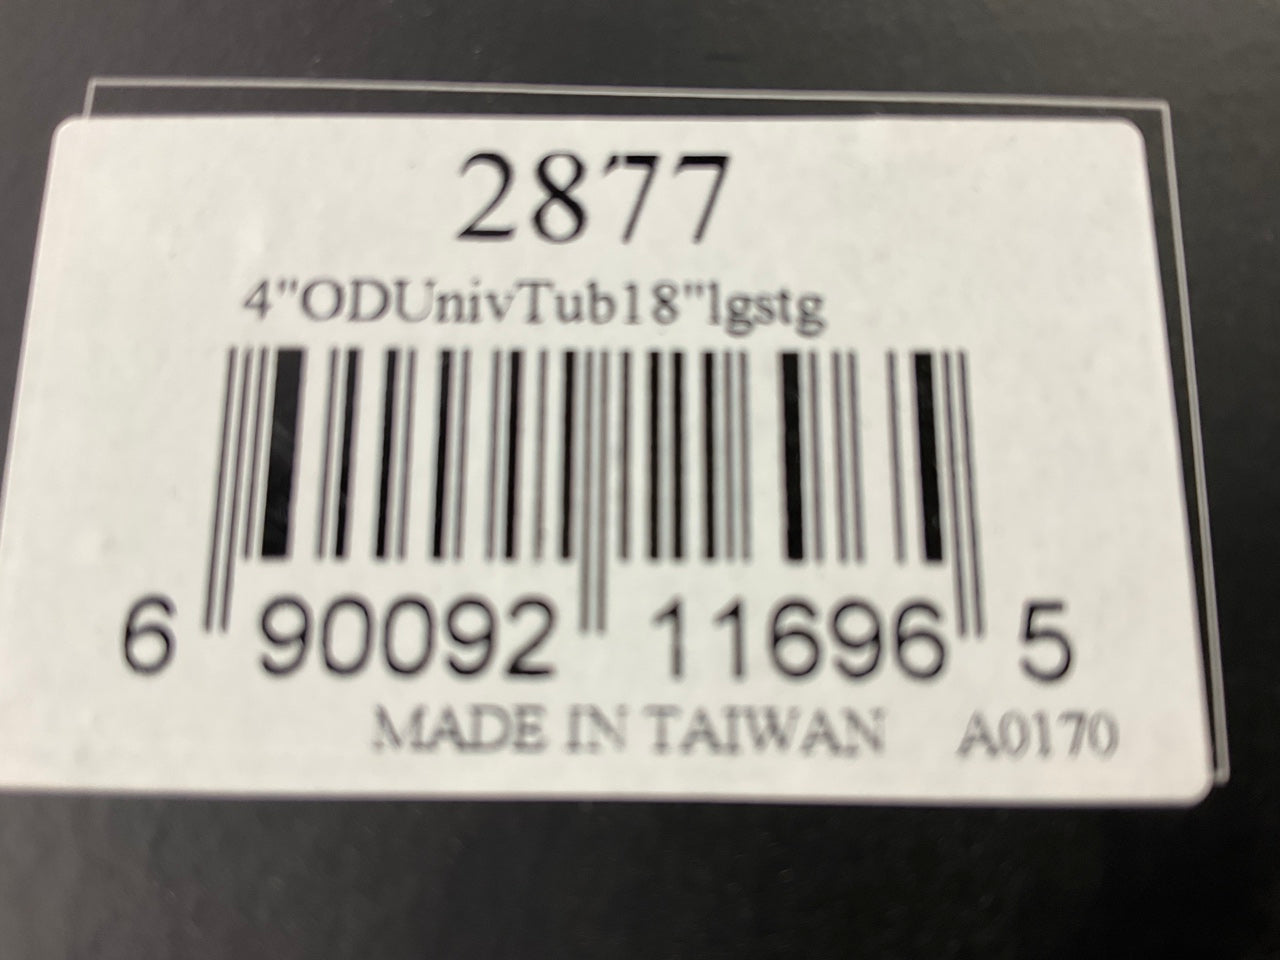 2877
4"ODUnivTub18"lgstg
6 90092 11696 5
MADE IN TAIWAN A0170